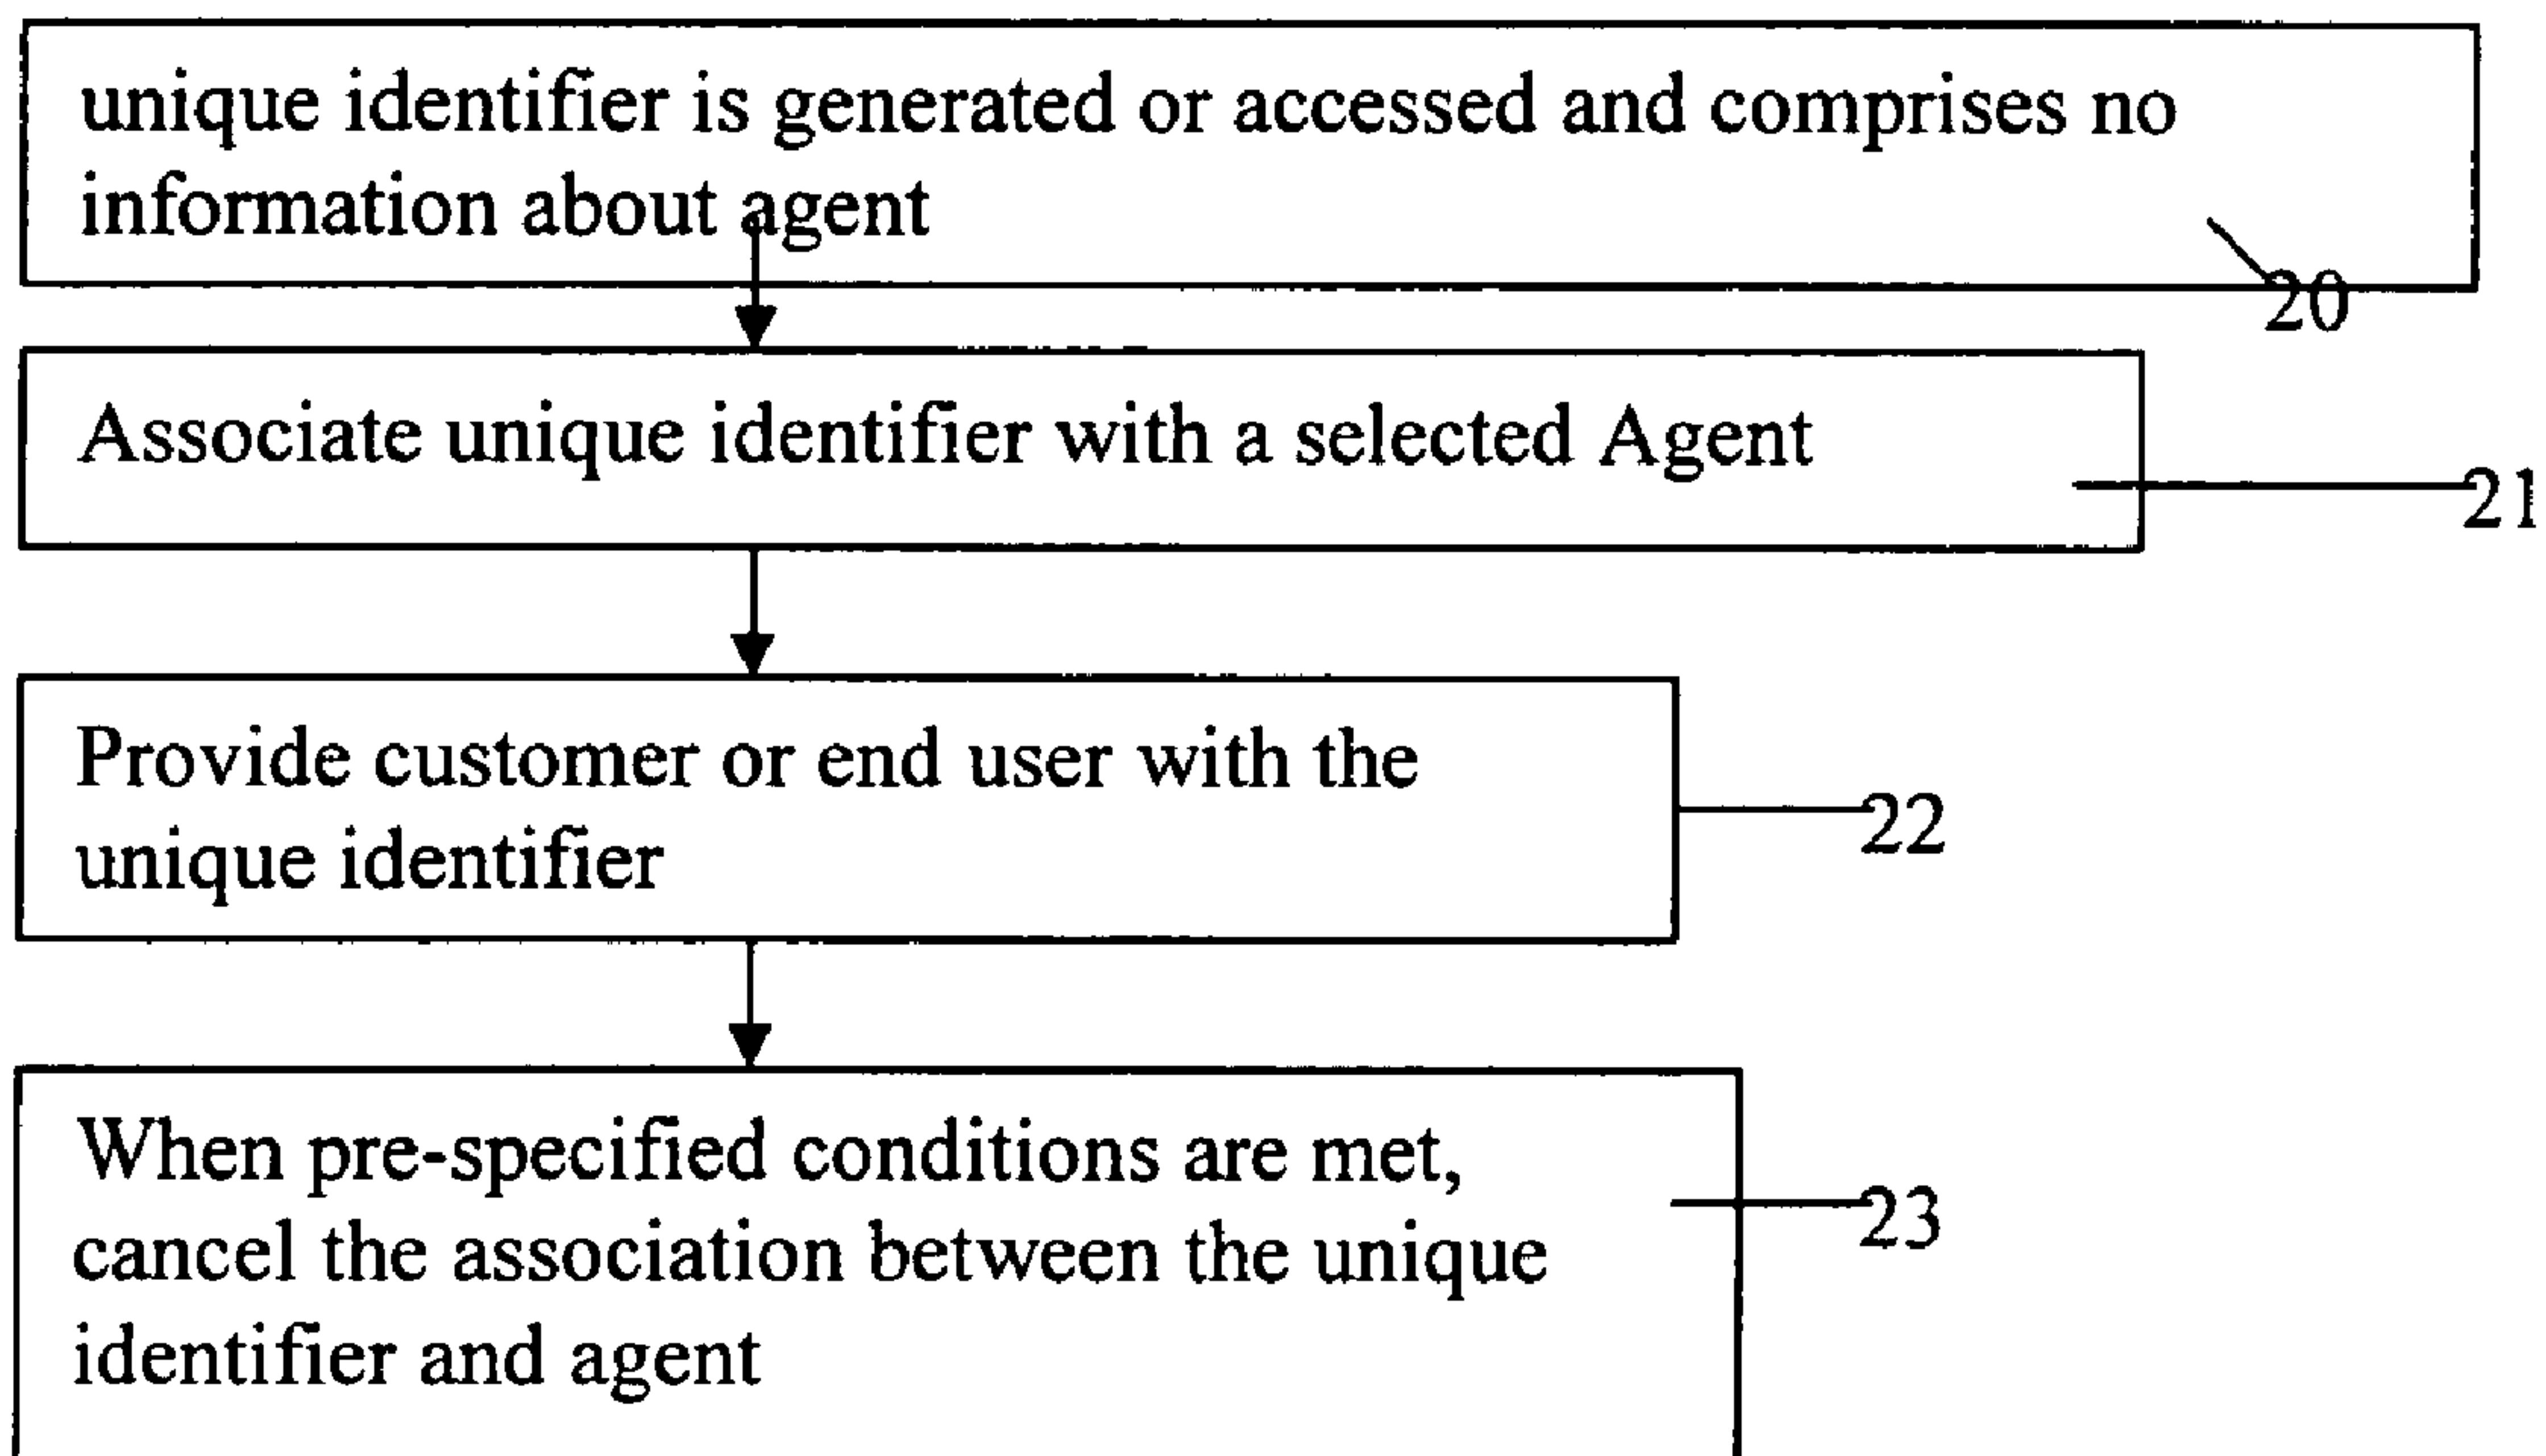 unique identifier is generated or accessed and comprises no
information about agent
20
Associate unique identifier with a selected Agent
21
Provide customer or end user with the
unique identifier
22
When pre-specified conditions are met,
cancel the association between the unique
identifier and agent
23